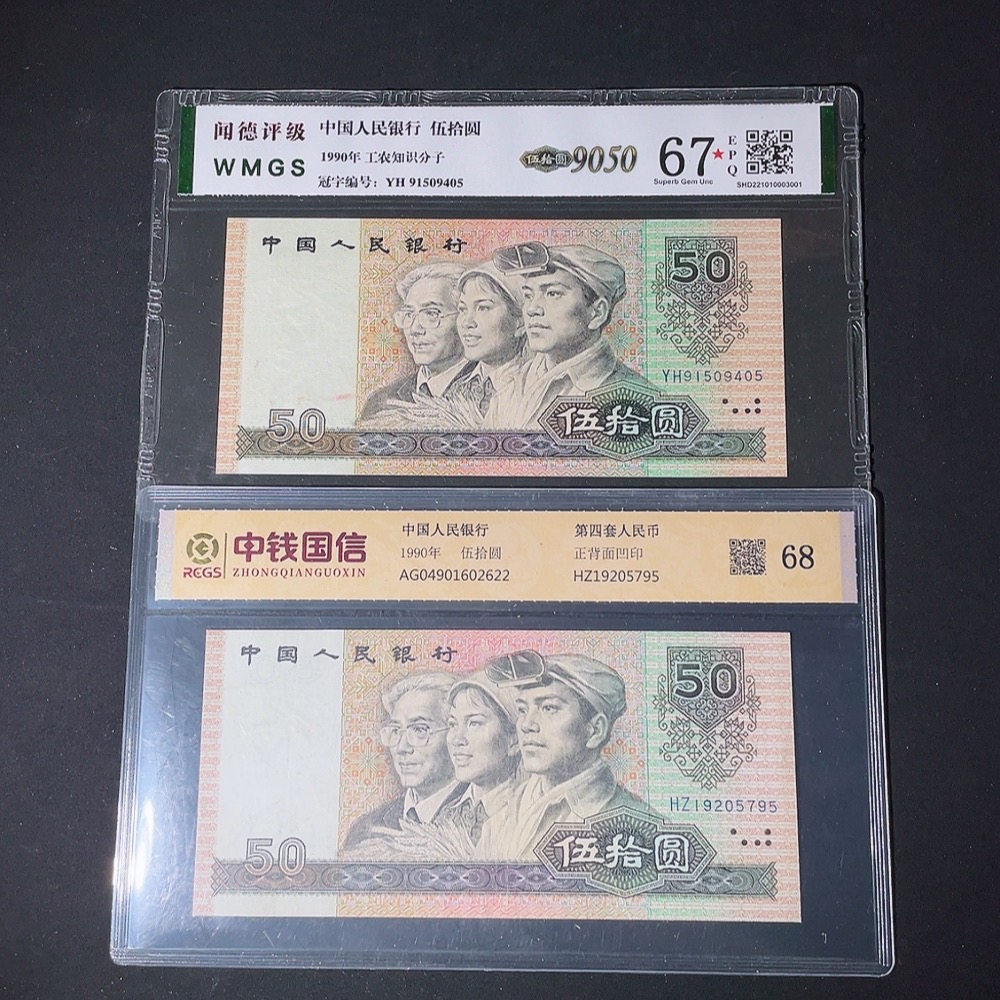 闻德评级
WMGS
中国人民银行 伍拾圆
1990年 工农知识分子
冠字编号: YH 91509405
伍拾圆 9050
67★
EPQ
Superb Gem Unc
SHD221010003001
中国人民银行
50
YH91509405
50
伍拾圆
中钱国信
RCGS ZHONGQIANGUOXIN
中国人民银行
1990年 伍拾圆
AG04901602622
第四套人民币
正背面凹印
HZ19205795
68
中国人民银行
50
HZ19205795
50
伍拾圆